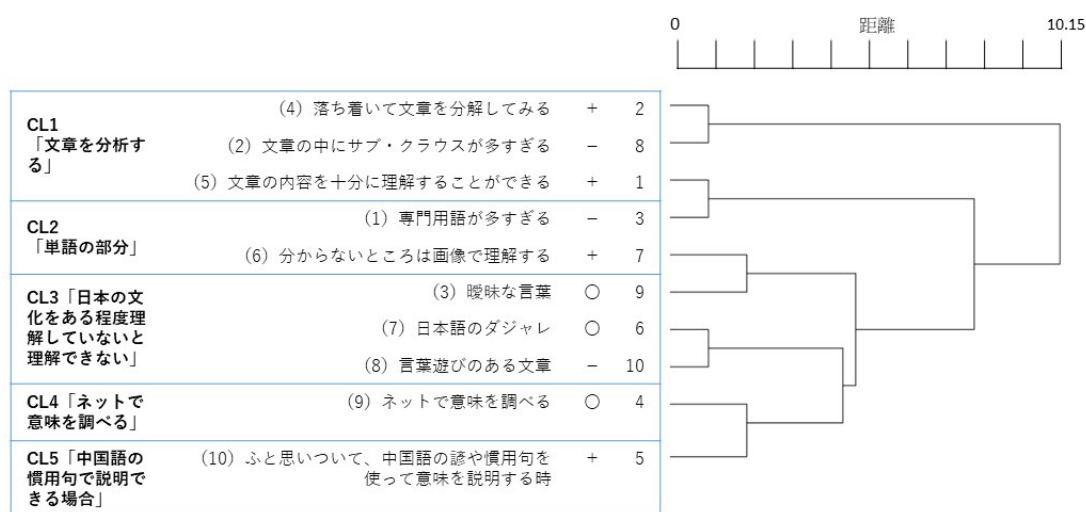 0 距離 10.15
CL1
「文章を分析す
る」
(4) 落ち着いて文章を分解してみる + 2
(2) 文章の中にサブ・クラウスが多すぎる − 8
(5) 文章の内容を十分に理解することができる + 1
CL2
「単語の部分」
(1) 専門用語が多すぎる − 3
(6) 分からないところは画像で理解する + 7
CL3「日本の文
化をある程度理
解していないと
理解できない」
(3) 曖昧な言葉 ○ 9
(7) 日本語のダジャレ ○ 6
(8) 言葉遊びのある文章 − 10
CL4「ネットで
意味を調べる」
(9) ネットで意味を調べる ○ 4
CL5「中国語の
慣用句で説明で
きる場合」
(10) ふと思いついて、中国語の諺や慣用句を + 5
使って意味を説明する時